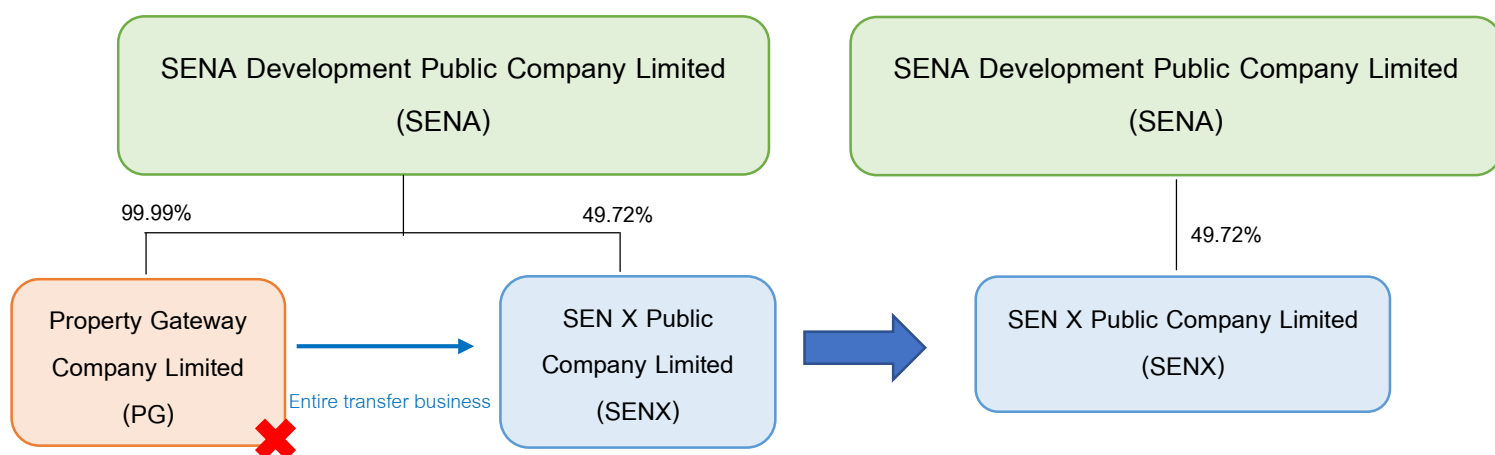 SENA Development Public Company Limited
(SENA)
99.99%
49.72%
Property Gateway
Company Limited
(PG)
Entire transfer business
SEN X Public
Company Limited
(SENX)
SENA Development Public Company Limited
(SENA)
49.72%
SEN X Public Company Limited
(SENX)